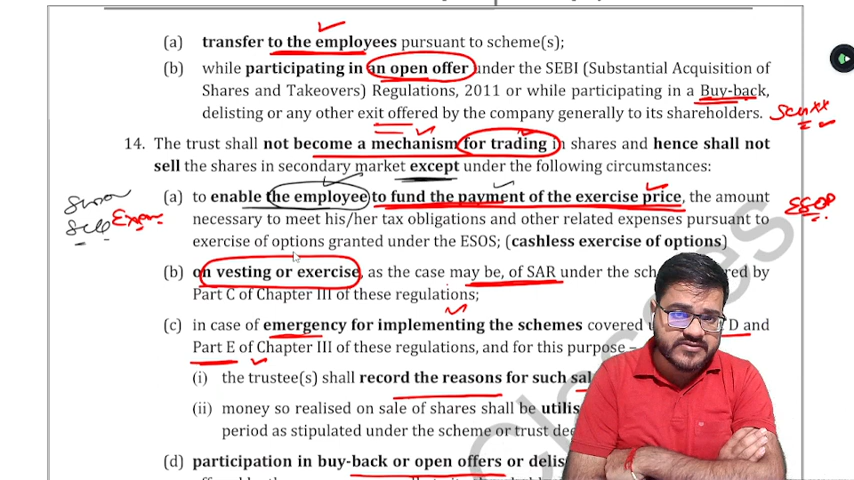 (a) transfer to the employees pursuant to scheme(s);
(b) while participating in an open offer under the SEBI (Substantial Acquisition of
Shares and Takeovers) Regulations, 2011 or while participating in a Buy-back,
delisting or any other exit offered by the company generally to its shareholders.
14. The trust shall not become a mechanism for trading in shares and hence shall not
sell the shares in secondary market except under the following circumstances:
(a) to enable the employee to fund the payment of the exercise price, the amount
ESOP
necessary to meet his/her tax obligations and other related expenses pursuant to
exercise of options granted under the ESOS; (cashless exercise of options)
(b) on vesting or exercise, as the case may be, of SAR under the sch ed by
Part C of Chapter III of these regulations;
(c) in case of emergency for implementing the schemes covered D and
Part E of Chapter III of these regulations, and for this purpose –
(i) the trustee(s) shall record the reasons for such
(ii) money so realised on sale of shares shall be
period as stipulated under the scheme or trust
(d) participation in buy-back or open offers or